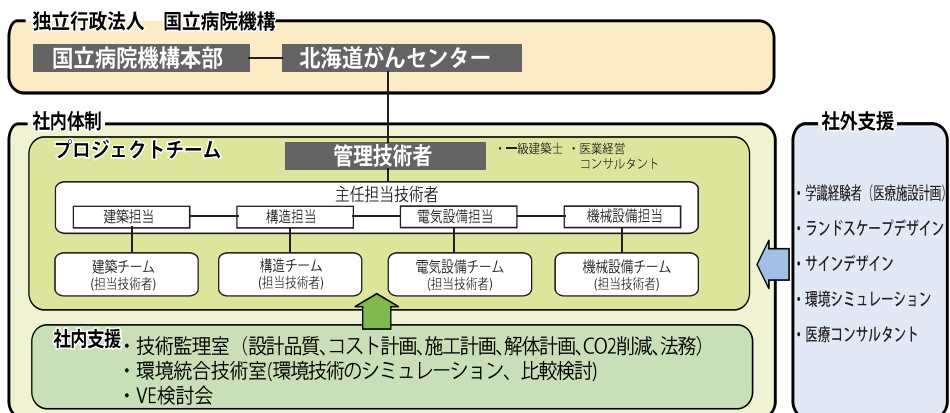 独立行政法人　国立病院機構
国立病院機構本部
北海道がんセンター
社内体制
プロジェクトチーム
管理技術者
・一級建築士 ・医業経営
コンサルタント
主任担当技術者
建築担当
構造担当
電気設備担当
機械設備担当
建築チーム
(担当技術者)
構造チーム
(担当技術者)
電気設備チーム
(担当技術者)
機械設備チーム
(担当技術者)
社内支援
・技術監理室（設計品質、コスト計画、施工計画、解体計画、CO2削減、法務）
・環境統合技術室(環境技術のシミュレーション、比較検討)
・VE検討会
社外支援
・学識経験者（医療施設計画）
・ランドスケープデザイン
・サインデザイン
・環境シミュレーション
・医療コンサルタント